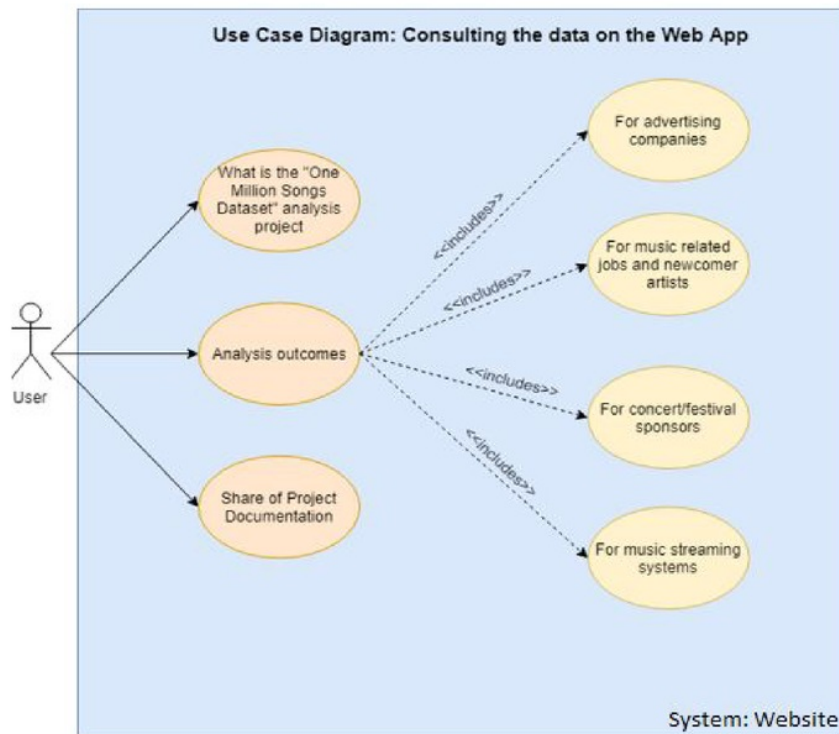 Use Case Diagram: Consulting the data on the Web App
For advertising
companies
What is the "One
Million Songs
Dataset" analysis
project
<<includes>>
For music related
jobs and newcomer
artists
<<includes>>
User
Analysis outcomes
<<includes>>
For concert/festival
sponsors
<<includes>>
Share of Project
Documentation
For music streaming
systems
System: Website